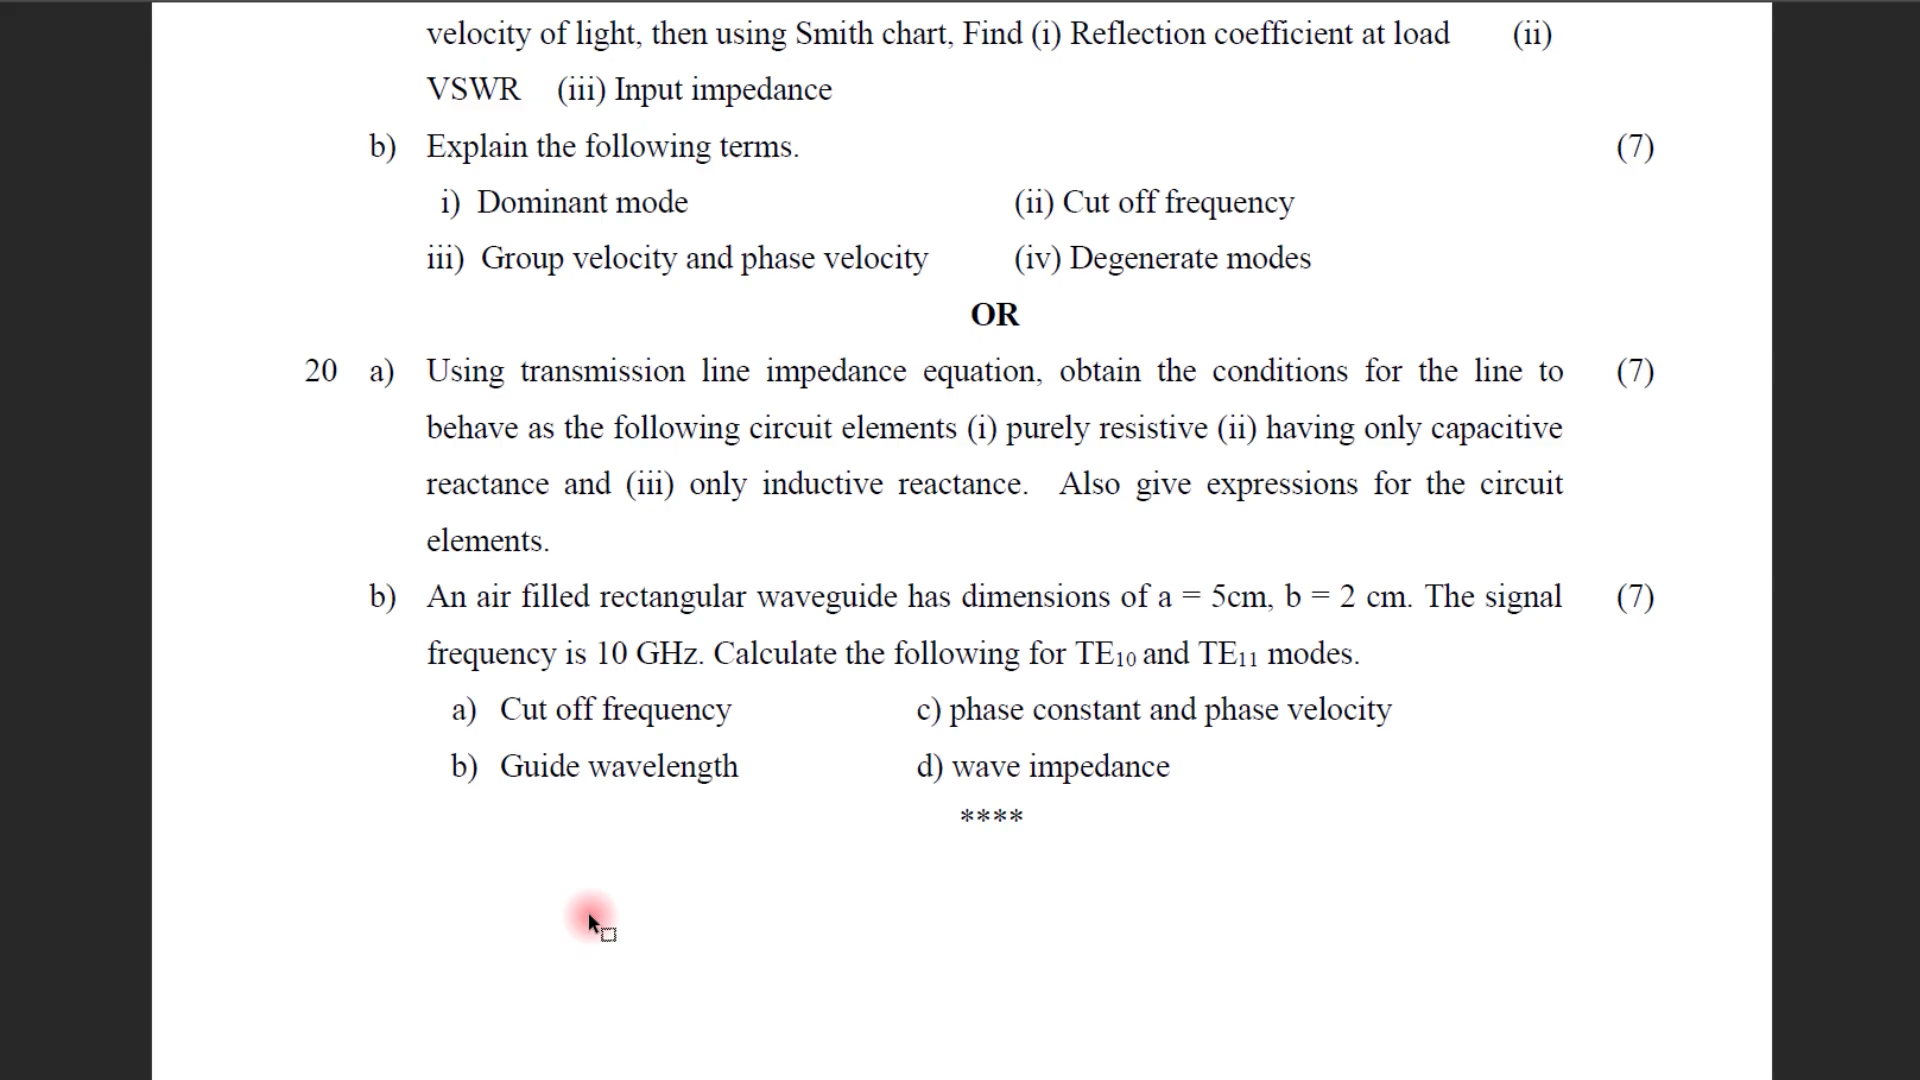 velocity of light, then using Smith chart, Find (i) Reflection coefficient at load (ii)
VSWR (iii) Input impedance
b) Explain the following terms. (7)
i) Dominant mode (ii) Cut off frequency
iii) Group velocity and phase velocity (iv) Degenerate modes
OR
20 a) Using transmission line impedance equation, obtain the conditions for the line to (7)
behave as the following circuit elements (i) purely resistive (ii) having only capacitive
reactance and (iii) only inductive reactance. Also give expressions for the circuit
elements.
b) An air filled rectangular waveguide has dimensions of a = 5cm, b = 2 cm. The signal (7)
frequency is 10 GHz. Calculate the following for TE₁₀ and TE₁₁ modes.
a) Cut off frequency c) phase constant and phase velocity
b) Guide wavelength d) wave impedance
****